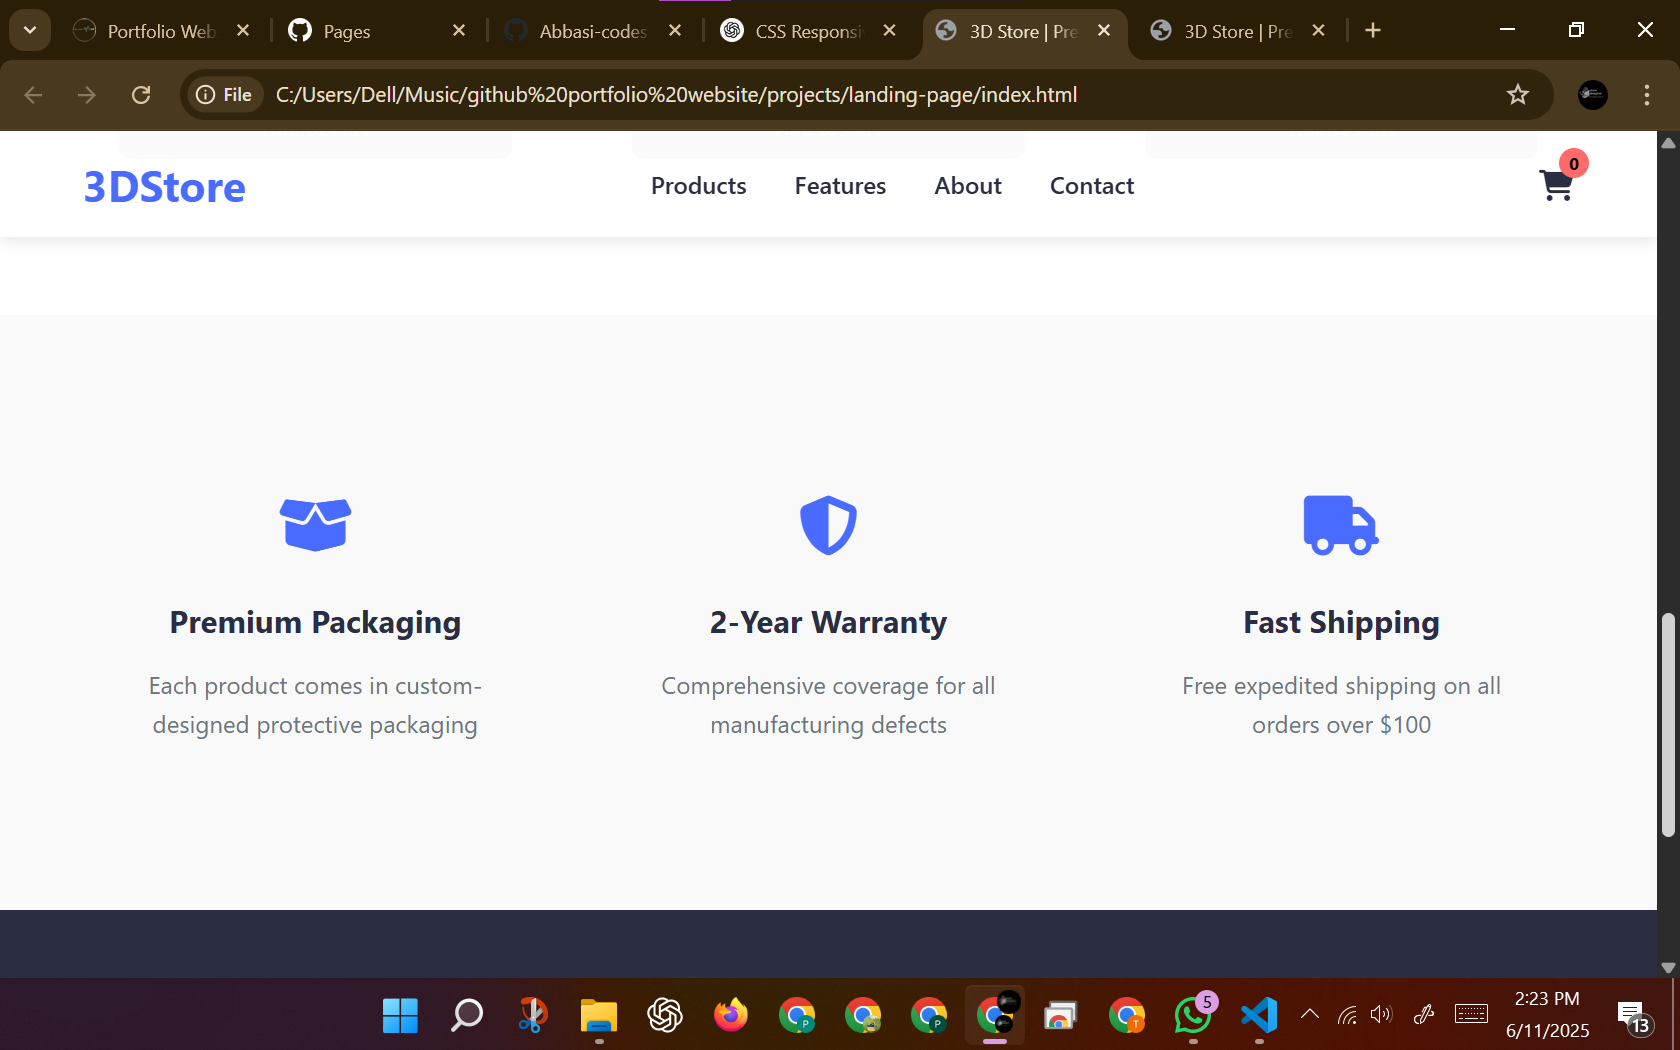 Portfolio Web
Pages
Abbasi-codes
CSS Responsi
3D Store | Pre
3D Store | Pre
File
C:/Users/Dell/Music/github%20portfolio%20website/projects/landing-page/index.html
3DStore
Products
Features
About
Contact
0
Premium Packaging
Each product comes in custom-
designed protective packaging
2-Year Warranty
Comprehensive coverage for all
manufacturing defects
Fast Shipping
Free expedited shipping on all
orders over $100
P
P
T
5
2:23 PM
6/11/2025
13